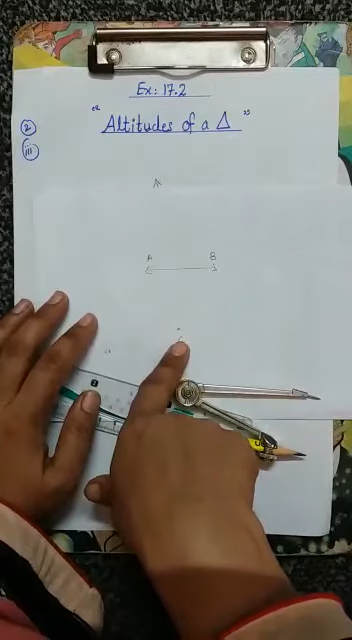 Ex: 17.2
"Altitudes of a Δ"
2
iii
A B